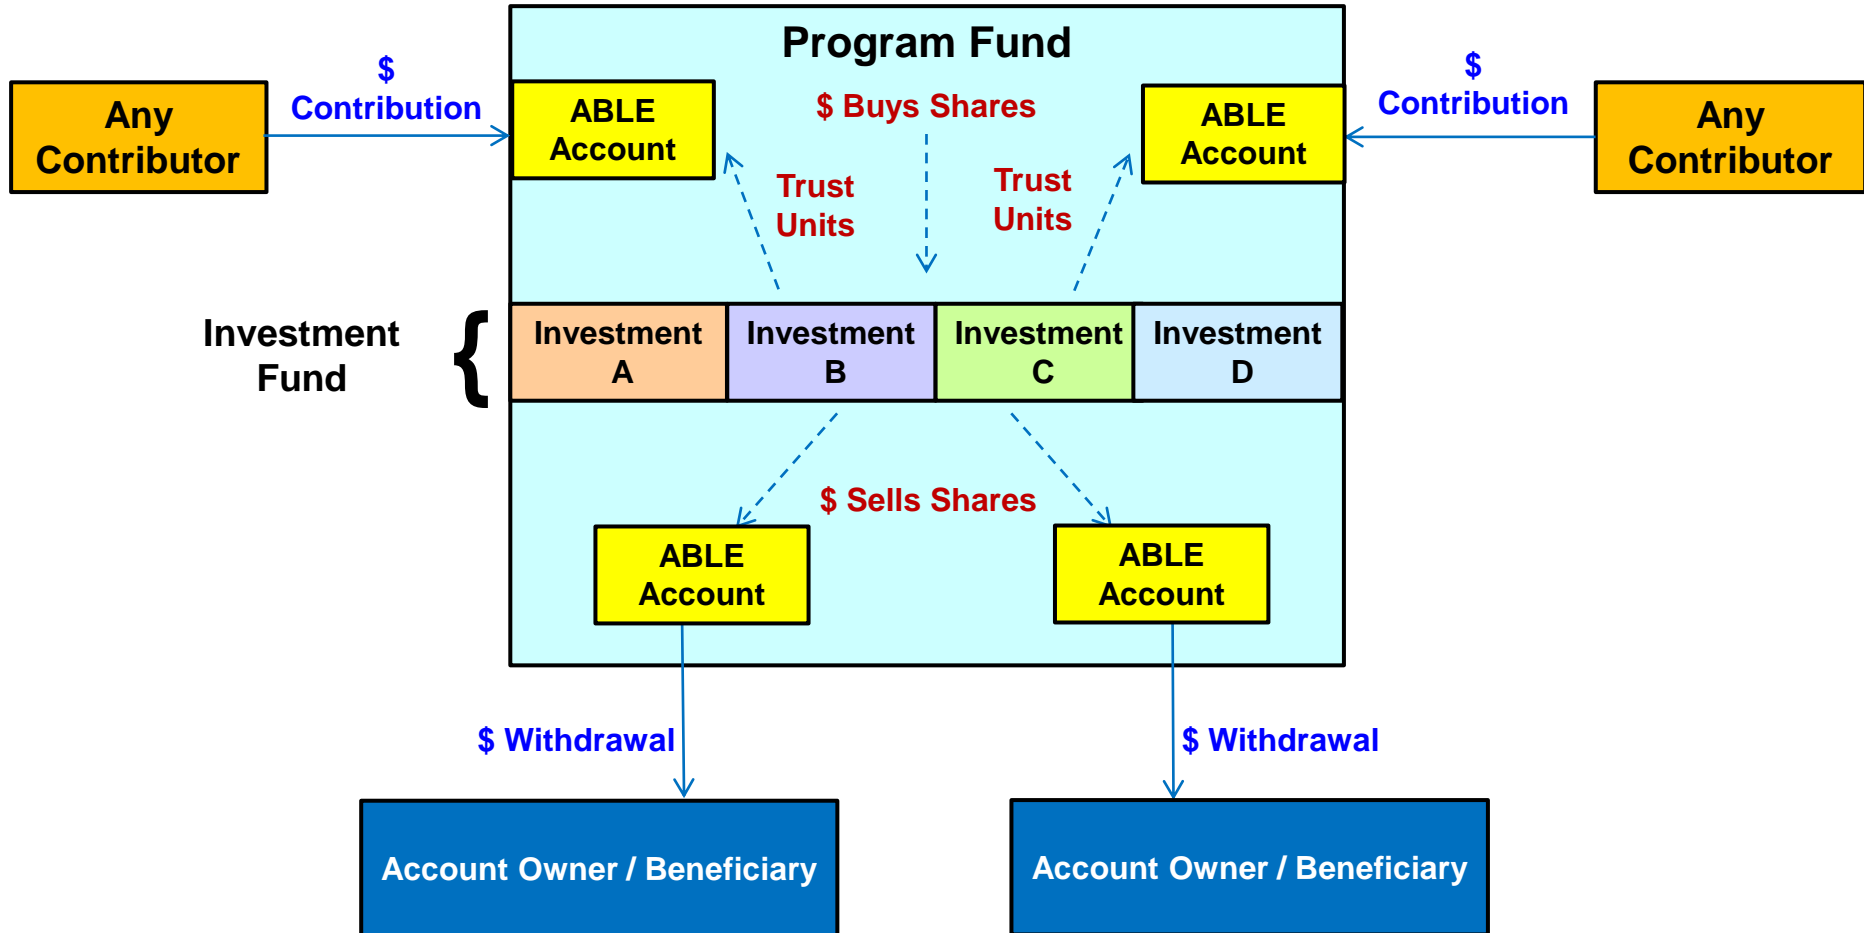 Program Fund
$
Contribution
$
Contribution
Any
Contributor
ABLE
Account
$ Buys Shares
ABLE
Account
Any
Contributor
Trust
Units
Trust
Units
Investment
Fund
{
Investment
A
Investment
B
Investment
C
Investment
D
$ Sells Shares
ABLE
Account
ABLE
Account
$ Withdrawal
$ Withdrawal
Account Owner / Beneficiary
Account Owner / Beneficiary